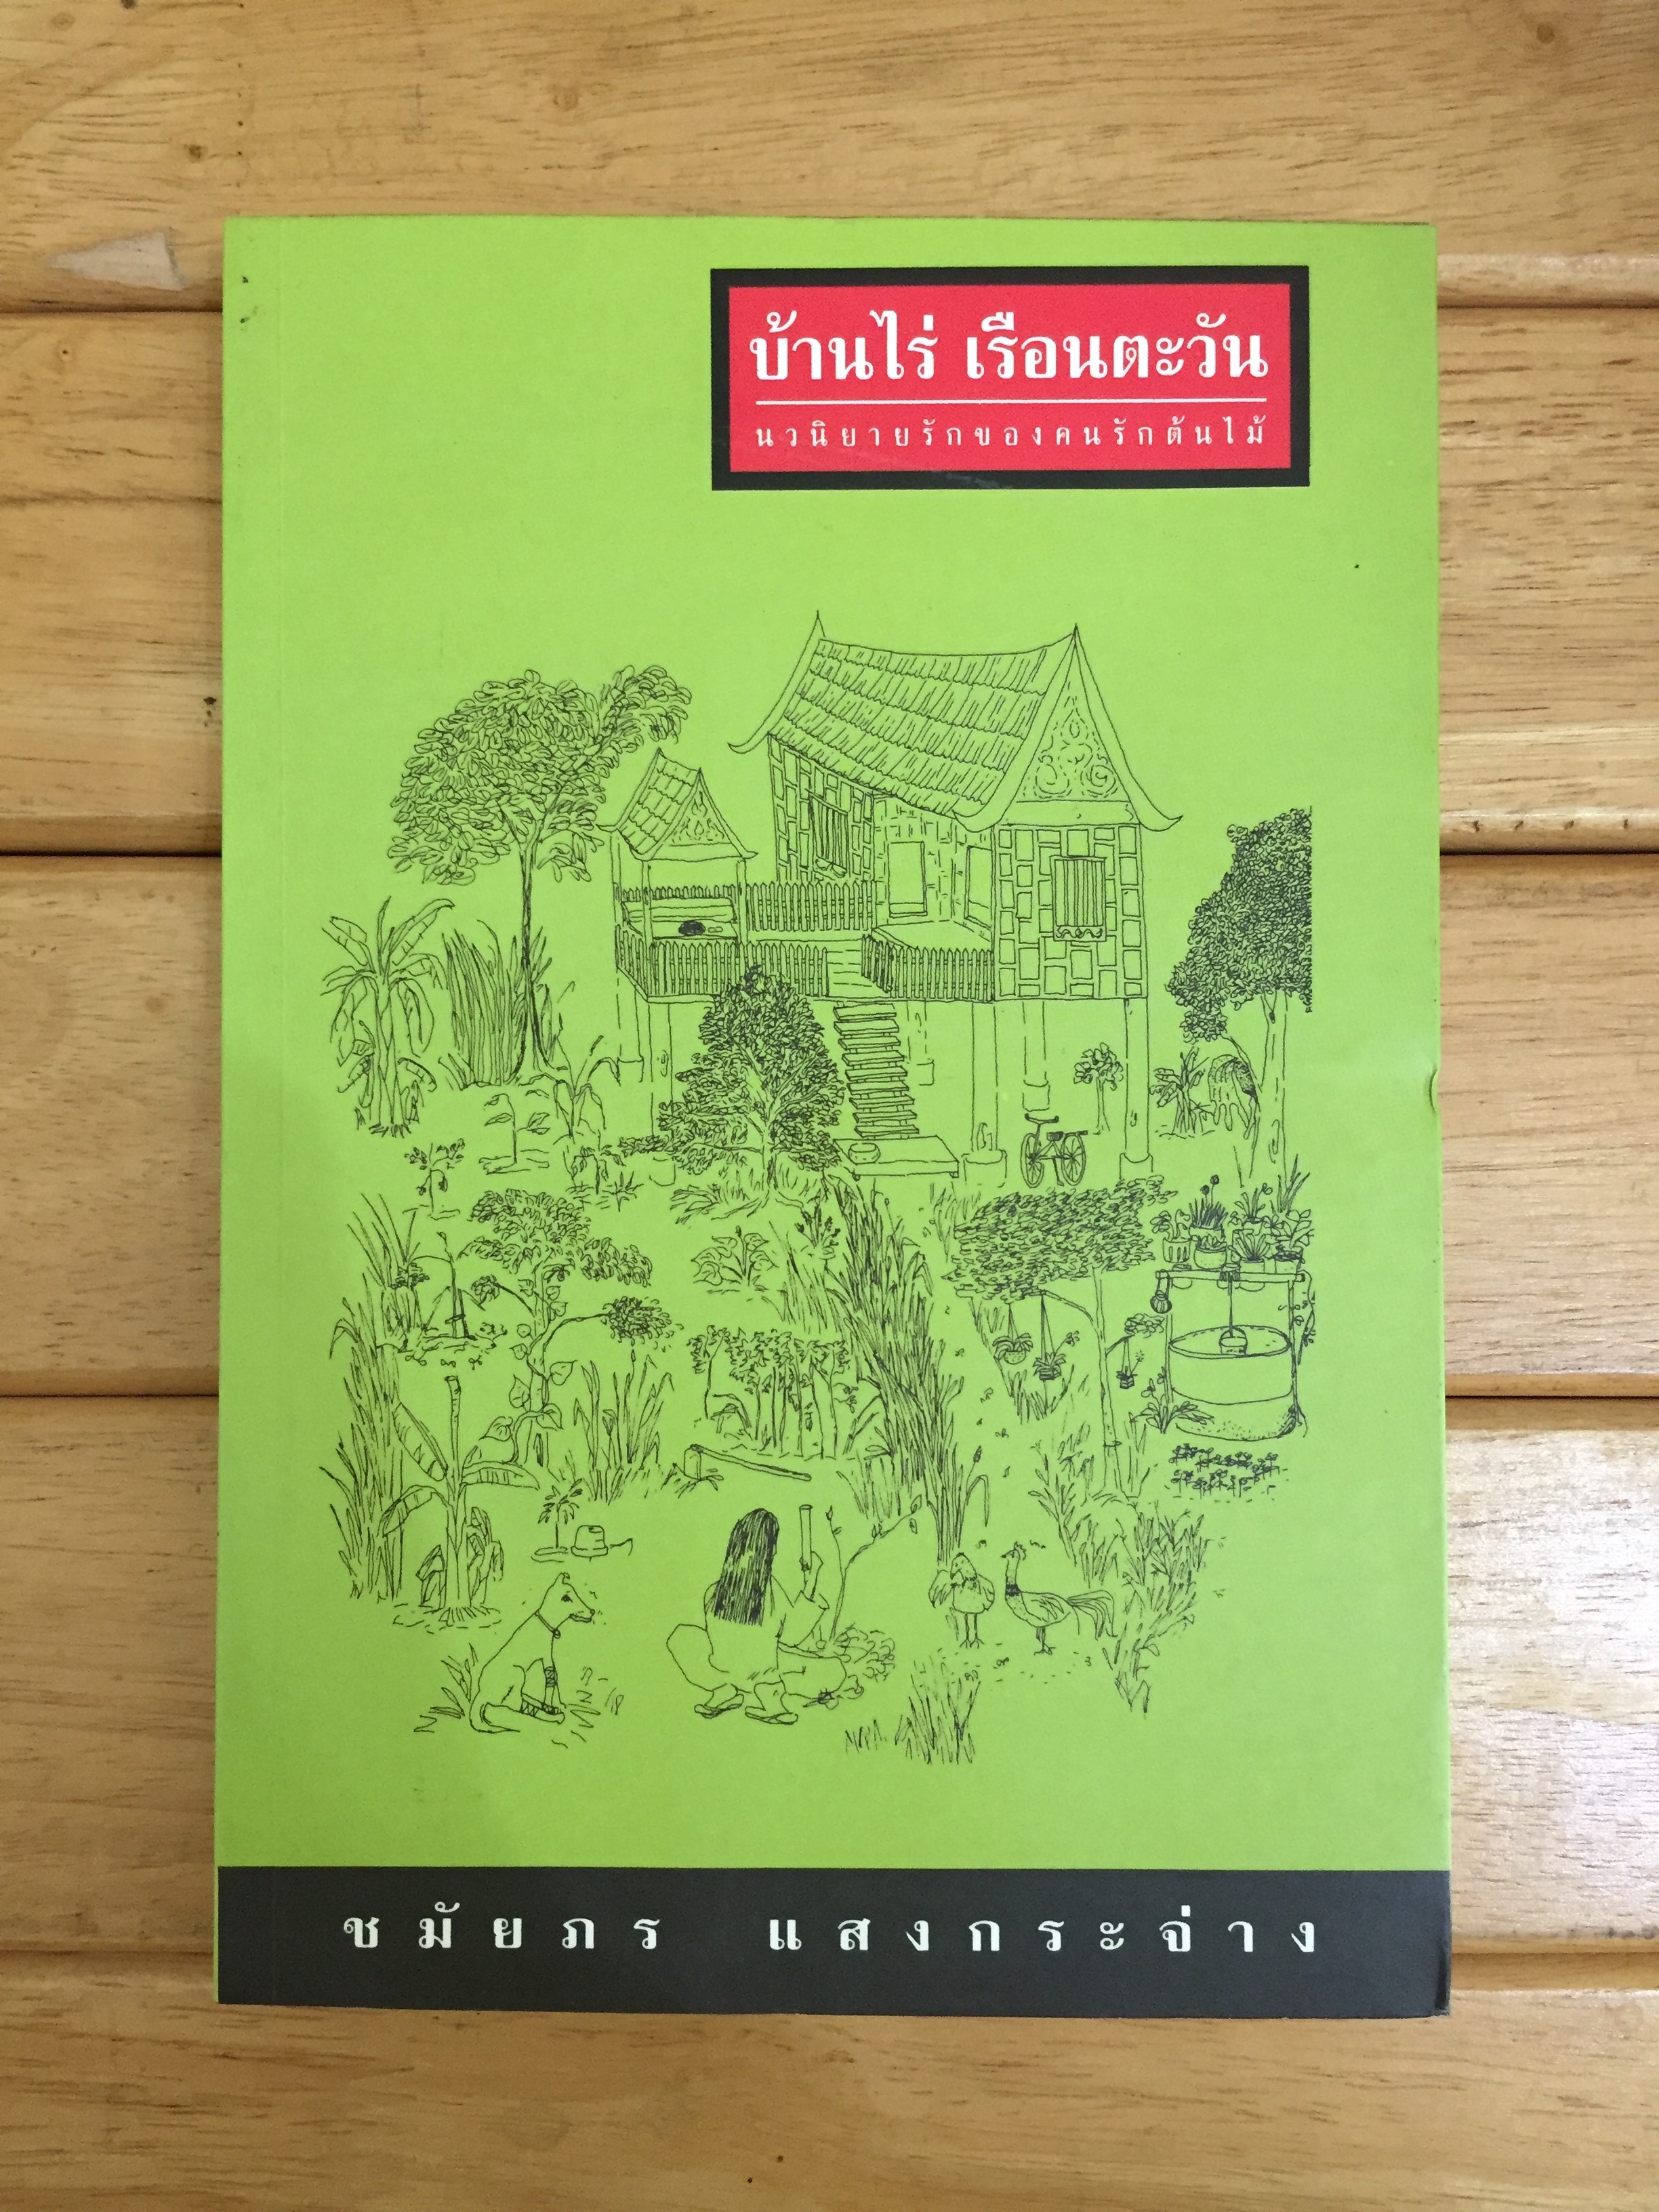 บ้านไร่ เรือนตะวัน
นวนิยายรักของคนรักต้นไม้
ชมัยภร แสงกระจ่าง